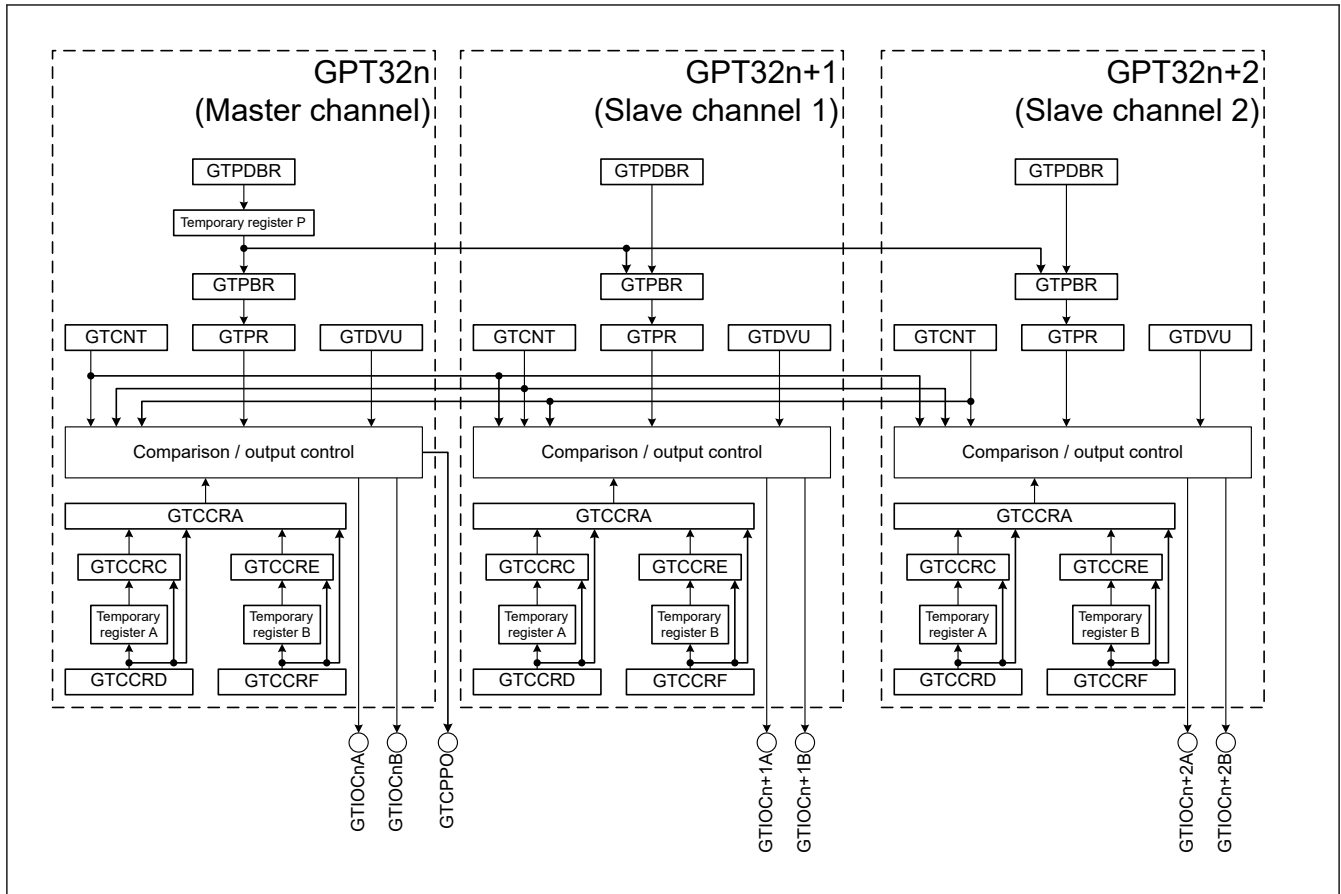 GPT32n
(Master channel)
GTPDBR
Temporary register P
GTPBR
GTCNT
GTPR
GTDVU
Comparison / output control
GTCCRA
GTCCRC
GTCCRE
Temporary
register A
Temporary
register B
GTCCRD
GTCCRF
GTIOCnA
GTIOCnB
GTCPPO
GPT32n+1
(Slave channel 1)
GTPDBR
GTPBR
GTCNT
GTPR
GTDVU
Comparison / output control
GTCCRA
GTCCRC
GTCCRE
Temporary
register A
Temporary
register B
GTCCRD
GTCCRF
GTIOCn+1A
GTIOCn+1B
GPT32n+2
(Slave channel 2)
GTPDBR
GTPBR
GTCNT
GTPR
GTDVU
Comparison / output control
GTCCRA
GTCCRC
GTCCRE
Temporary
register A
Temporary
register B
GTCCRD
GTCCRF
GTIOCn+2A
GTIOCn+2B